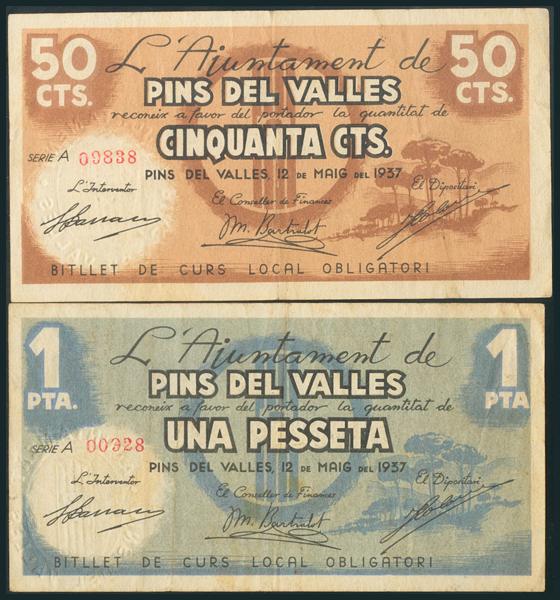 50 CTS.
L'Ajuntament de
50 CTS.
PINS DEL VALLES
reconeix a favor del portador la quantitat de
CINQUANTA CTS.
SERIE A 09838
PINS DEL VALLES, 12 DE MAIG DEL 1937
L'Interventor
El Conseller de Finances
El Dipositari
M. Bartralot
BITLLET DE CURS LOCAL OBLIGATORI
1 PTA.
L'Ajuntament de
1 PTA
PINS DEL VALLES
reconeix a favor del portador la quantitat de
UNA PESSETA
SERIE A 00928
PINS DEL VALLES, 12 DE MAIG DEL 1937
L'Interventor
El Conseller de Finances
El Dipositari
M. Bartralot
BITLLET DE CURS LOCAL OBLIGATORI